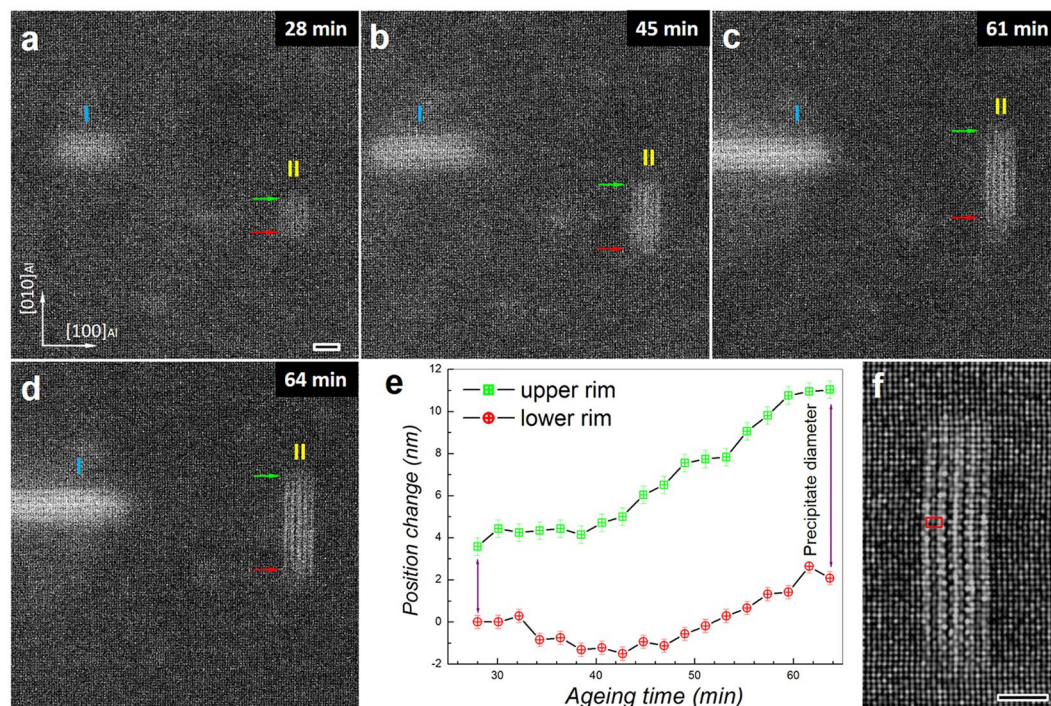 a
28 min
I
II
[010]Al
[100]Al
b
45 min
I
II
c
61 min
I
II
d
64 min
I
II
e
12
10
8
6
4
2
0
-2
upper rim
lower rim
Position change (nm)
Precipitate diameter
30 40 50 60
Ageing time (min)
f